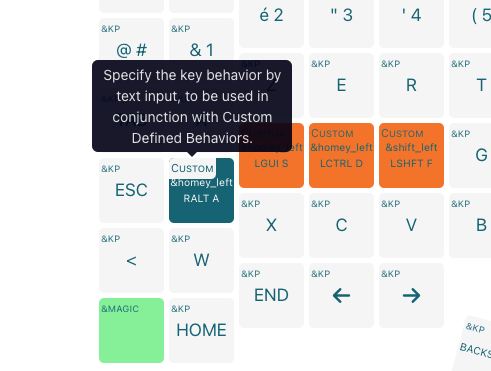 &KP
é 2
" 3
' 4
( 5
&KP
@ #
& 1
Specify the key behavior by
text input, to be used in
conjunction with Custom
Defined Behaviors.
&KP
E
&KP
R
&KP
T
CUSTOM
LGUI S
CUSTOM
&homey_left
LCTRL D
CUSTOM
&shift_left
LSHFT F
G
&KP
ESC
CUSTOM
&homey_left
RALT A
&KP
X
&KP
C
&KP
V
&KP
B
&KP
<
&KP
W
&KP
END
&KP
←
&KP
→
&MAGIC
&KP
HOME
&KP
BACKS